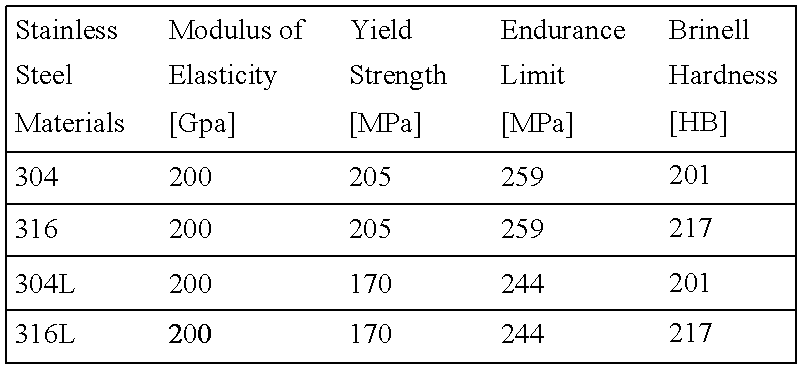 Stainless Modulus of Yield Endurance Brinell
Steel Elasticity Strength Limit Hardness
Materials [Gpa] [MPa] [MPa] [HB]
304 200 205 259 201
316 200 205 259 217
304L 200 170 244 201
316L 200 170 244 217